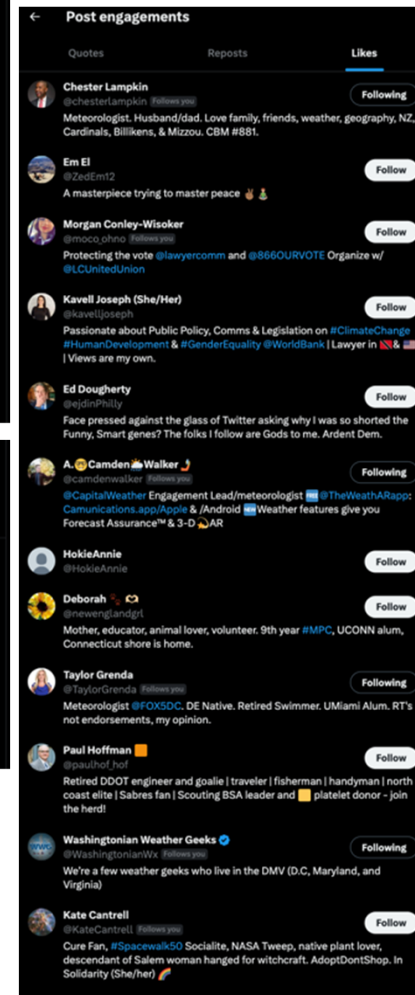 ← Post engagements
Quotes Reposts Likes
Chester Lampkin
@chesterlampkin Follows you
Following
Meteorologist. Husband/dad. Love family, friends, weather, geography, NZ,
Cardinals, Billikens, & Mizzou. CBM #881.
Em El
@ZedEm12
Follow
A masterpiece trying to master peace
Morgan Conley-Wisoker
@moco_ohno Follows you
Follow
Protecting the vote @lawyercomm and @866OURVOTE Organize w/
@LCUnitedUnion
Kavell Joseph (She/Her)
@kavelljoseph
Follow
Passionate about Public Policy, Comms & Legislation on #ClimateChange
#HumanDevelopment & #GenderEquality @WorldBank | Lawyer in 🇹🇹& 🇺🇸
| Views are my own.
Ed Dougherty
@ejdinPhilly
Follow
Face pressed against the glass of Twitter asking why I was so shorted the
Funny, Smart genes? The folks I follow are Gods to me. Ardent Dem.
A.Camden Walker
@camdenwalker Follows you
Following
@CapitalWeather Engagement Lead/meteorologist 🆓@TheWeathARapp:
Camunications.app/Apple & /Android 🆕Weather features give you
Forecast Assurance™ & 3-D AR
HokieAnnie
@HokieAnnie
Follow
Deborah
@newenglandgrl
Follow
Mother, educator, animal lover, volunteer. 9th year #MPC, UCONN alum,
Connecticut shore is home.
Taylor Grenda
@TaylorGrenda Follows you
Following
Meteorologist @FOX5DC. DE Native. Retired Swimmer. UMiami Alum. RT's
not endorsements, my opinion.
Paul Hoffman 🟧
@paulhof_hof
Follow
Retired DDOT engineer and goalie | traveler | fisherman | handyman | north
coast elite | Sabres fan | Scouting BSA leader and 🟨 platelet donor - join
the herd!
Washingtonian Weather Geeks
@WashingtonianWx Follows you
Following
We're a few weather geeks who live in the DMV (D.C, Maryland, and
Virginia)
Kate Cantrell
@KateCantrell Follows you
Follow
Cure Fan, #Spacewalk50 Socialite, NASA Tweep, native plant lover,
descendant of Salem woman hanged for witchcraft. AdoptDontShop. In
Solidarity (She/her) 🌈